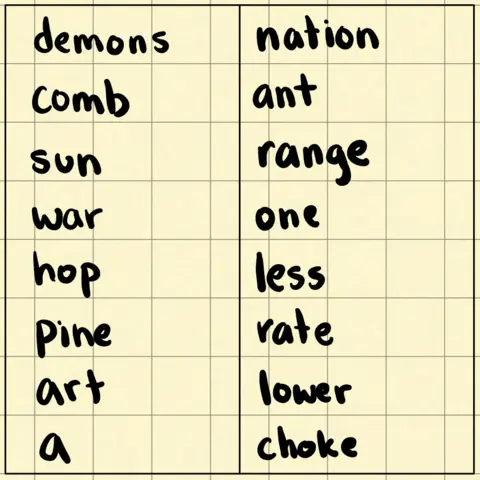 demons nation
comb ant
sun range
war one
hop less
pine rate
art lower
a choke